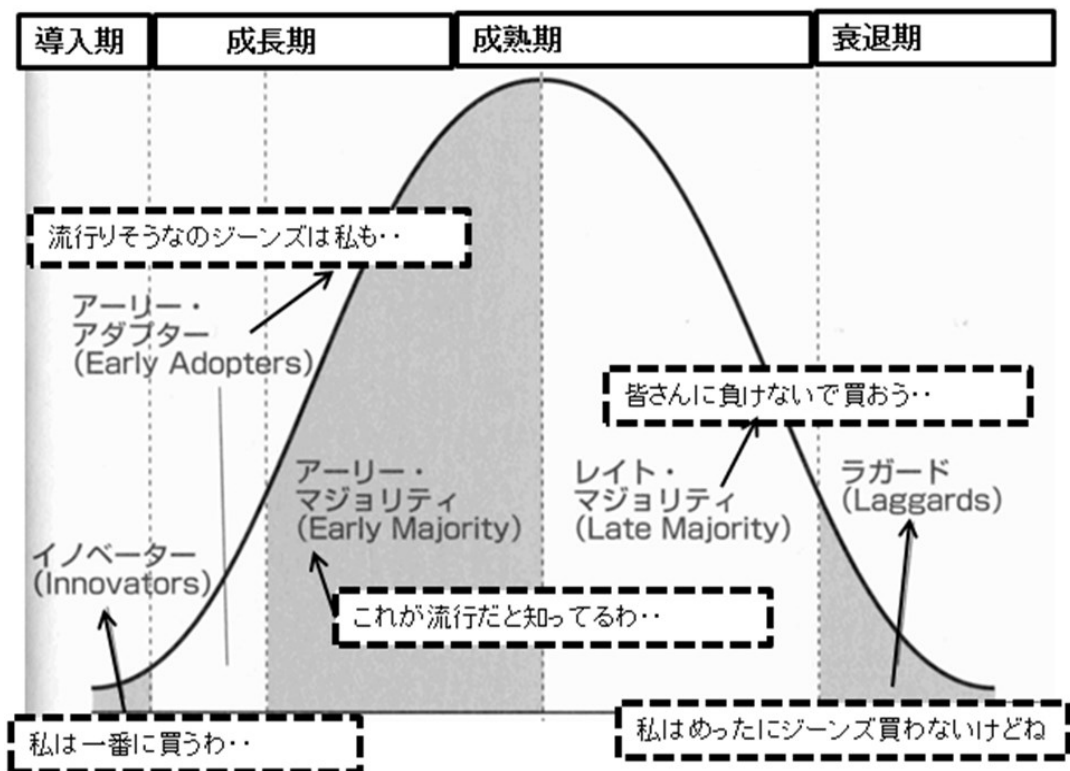 導入期
成長期
成熟期
衰退期
流行りそうなのジーンズは私も‥
アーリー・
アダプター
(Early Adopters)
皆さんに負けないで買おう‥
アーリー・
マジョリティ
(Early Majority)
レイト・
マジョリティ
(Late Majority)
ラガード
(Laggards)
イノベーター
(Innovators)
これが流行だと知ってるわ‥
私は一番に買うわ‥
私はめったにジーンズ買わないけどね